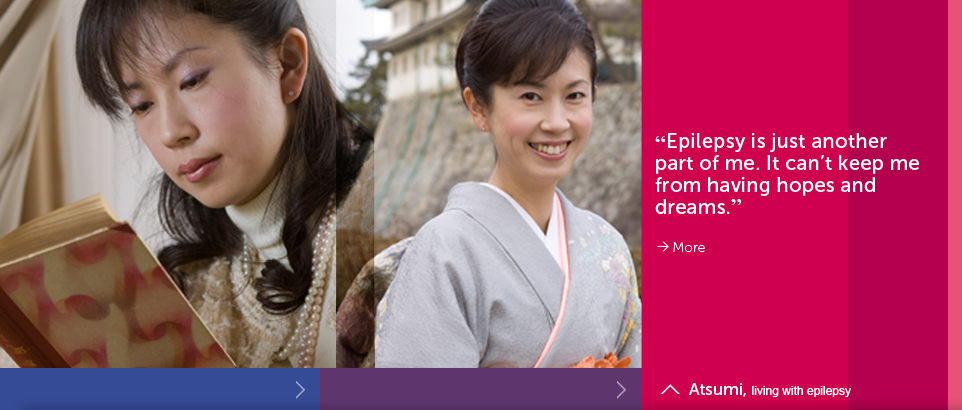 “Epilepsy is just another
part of me. It can’t keep me
from having hopes and
dreams.”
More
Atsumi, living with epilepsy